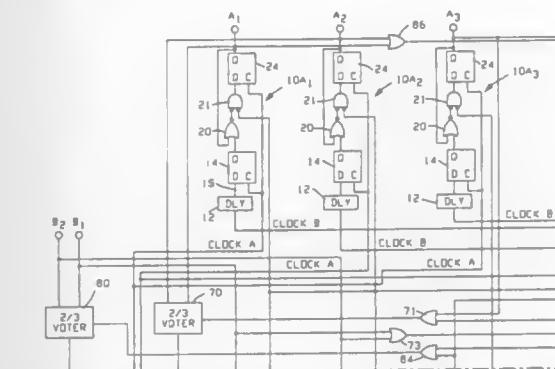 A1
A2
A3
86
24
24
24
Q
D C
Q
D C
Q
D C
10A1
10A2
10A3
21
21
21
20
20
20
14
14
14
Q
D C
Q
D C
Q
D C
15
12
12
12
DLY
DLY
DLY
CLOCK B
CLOCK B
CLOCK B
CLOCK A
CLOCK A
CLOCK A
B2
B1
80
70
71
2/3
VOTER
2/3
VOTER
73
84